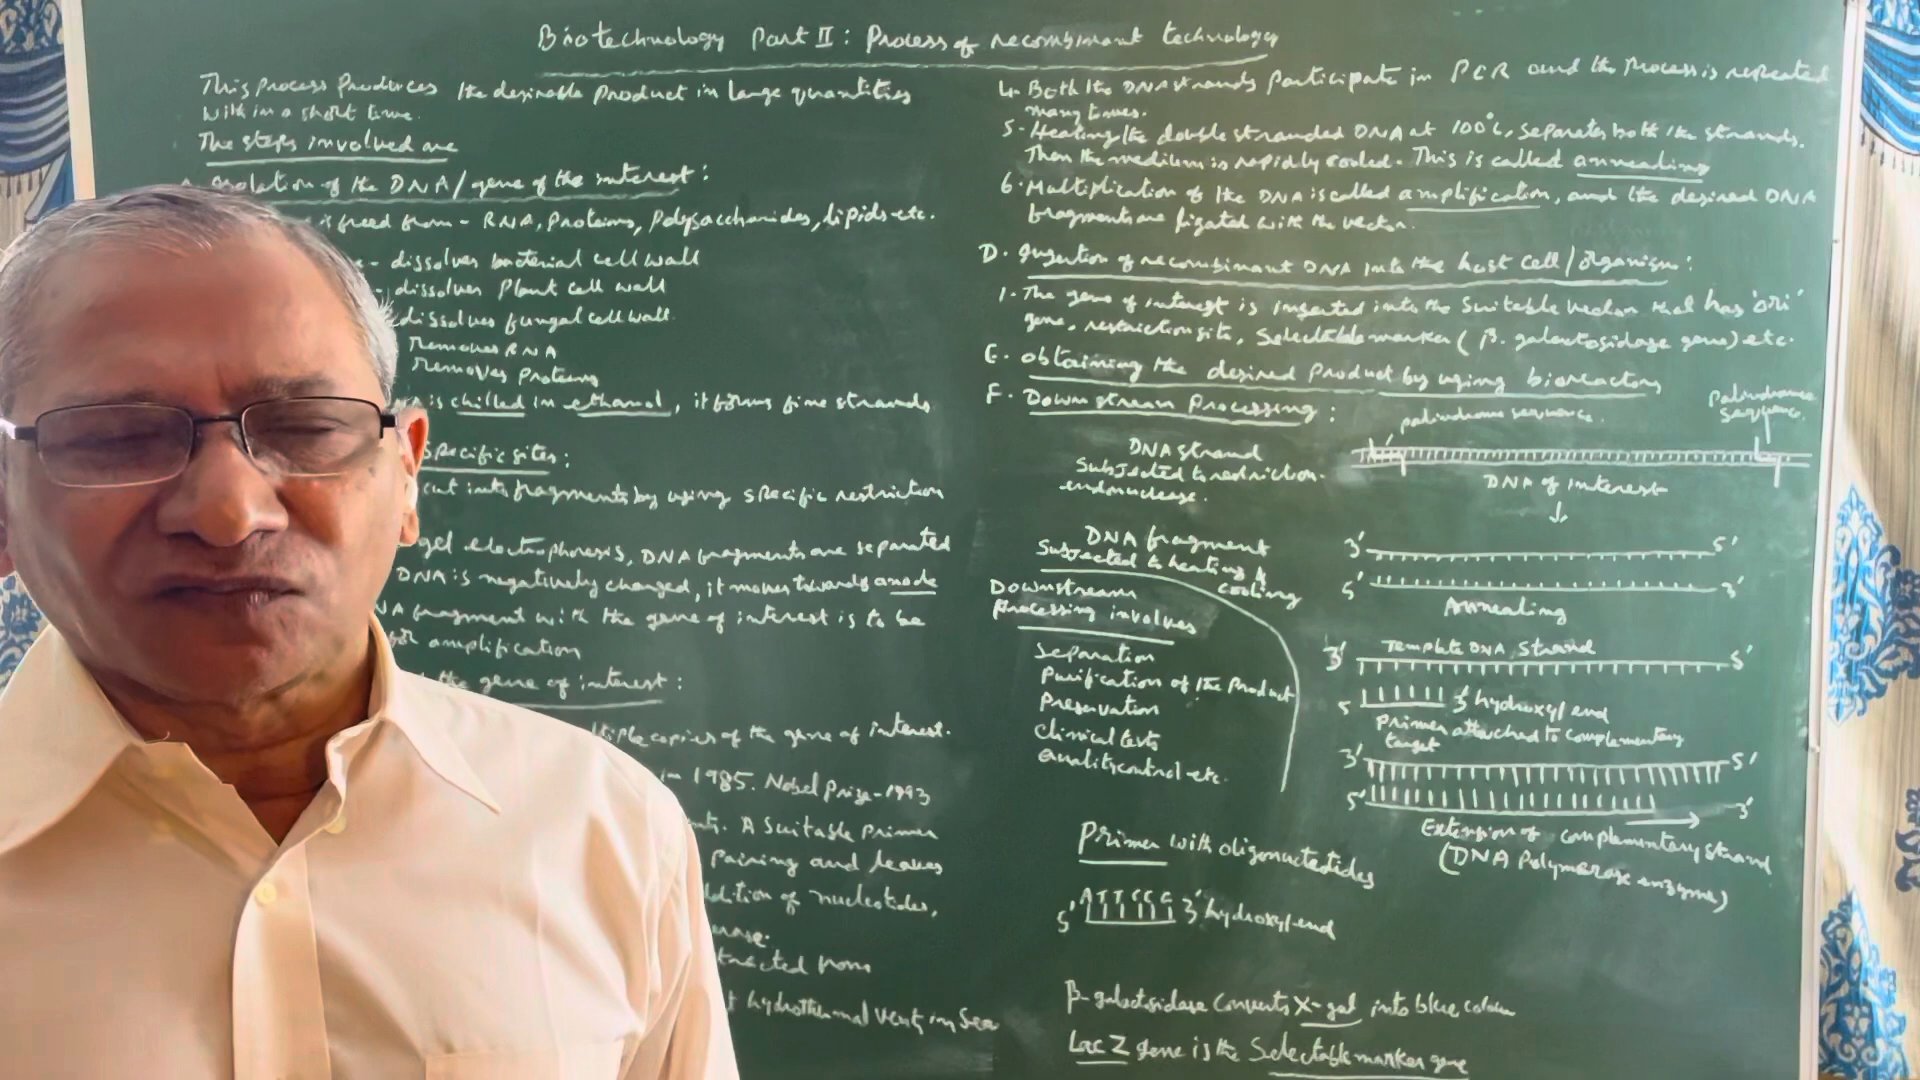 Biotechnology Part II: Process of recombinant technology
This process produces the desirable product in large quantities
with in a short time.
The steps involved are
isolation of the DNA/gene of the interest:
is freed from - RNA, Proteins, Polysaccharides, lipids etc.
- dissolves bacterial cell wall
- dissolves Plant cell wall
dissolves fungal cell wall
Removes RNA
Removes Proteins
is chilled in ethanol, it forms fine strands
specific sites:
cut into fragments by using specific restriction
gel electrophoresis, DNA fragments are separated
DNA is negatively charged, it moves towards anode
fragment with the gene of interest is to be
for amplification
the gene of interest:
copies of the gene of interest.
in 1985. Nobel Prize-1993
A suitable primer
pairing and leaves
of nucleotides,
from
hydrothermal vents in Sea
4. Both the DNA strands participate in PCR and the process is repeated
many times.
5. Heating the double stranded DNA at 100°c, separates both the strands.
Then the medium is rapidly cooled. This is called annealing
6. Multiplication of the DNA is called amplification, and the desired DNA
fragments are ligated with the vector.
D. Insertion of recombinant DNA into the host cell/organism:
1. The gene of interest is inserted into the suitable vector that has 'ori'
gene, restriction site, selectable marker (β. galactosidase gene) etc.
E. obtaining the desired product by using bioreactors
F. Downstream Processing:
palindrome sequence.
palindrome
sequence.
DNA strand
subjected to restriction
endonuclease.
DNA of interest
DNA fragment
subjected to heating &
cooling
3' 5'
5' 3'
Annealing
Downstream
processing involves
Separation
Purification of the product
Preservation
Clinical tests
Quality control etc.
Template DNA Strand
3' 5'
5 3' hydroxyl end
Primer attached to complementary
target
3' 5'
5' 3'
Extension of complementary strand
(DNA Polymerase enzyme)
Primer with oligonucleotides
5' 3' hydroxyl end
β-galactosidase converts X-gal into blue colour
Lac Z gene is the Selectable marker gene